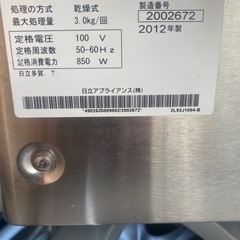 処理の方式 乾燥式
最大処理量 3.0kg/回
定格電圧 100 V
定格周波数 50-60Hz
定格消費電力 850 W
日立多賀. T.
製造番号
2002672
2012年製
日立アプライアンス(株)
*4902620889902/2002672*
2L92J1084-B